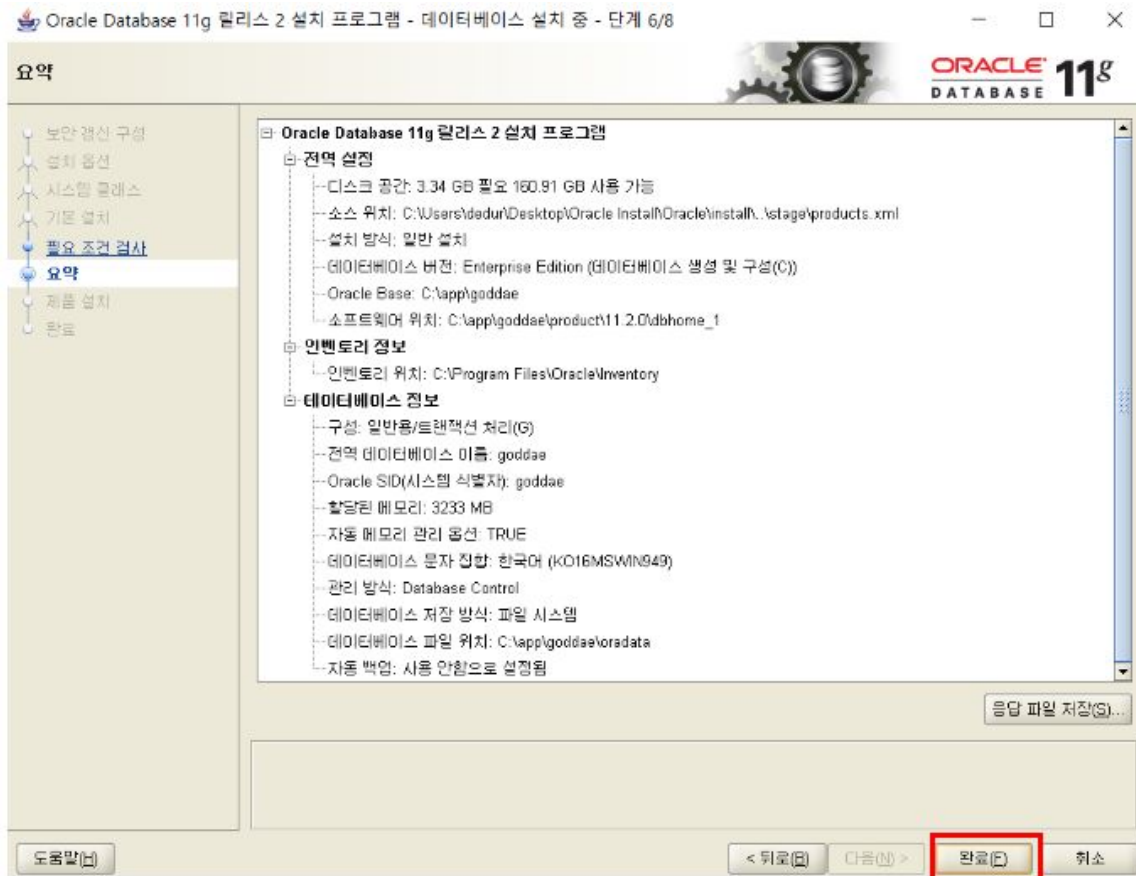 Oracle Database 11g 릴리스 2 설치 프로그램 - 데이터베이스 설치 중 - 단계 6/8
요약
ORACLE 11g
DATABASE
보안 갱신 구성
설치 옵션
시스템 클래스
기본 설치
필요 조건 검사
요약
제품 설치
완료
Oracle Database 11g 릴리스 2 설치 프로그램
전역 설정
디스크 공간: 3.34 GB 필요 160.91 GB 사용 가능
소스 위치: C:\Users\dedur\Desktop\Oracle Install\Oracle\install\..\stage\products.xml
설치 방식: 일반 설치
데이터베이스 버전: Enterprise Edition (데이터베이스 생성 및 구성(C))
Oracle Base: C:\app\goddae
소프트웨어 위치: C:\app\goddae\product\11.2.0\dbhome_1
인벤토리 정보
인벤토리 위치: C:\Program Files\Oracle\Inventory
데이터베이스 정보
구성: 일반용/트랜잭션 처리(G)
전역 데이터베이스 이름: goddae
Oracle SID(시스템 식별자): goddae
할당된 메모리: 3233 MB
자동 메모리 관리 옵션: TRUE
데이터베이스 문자 집합: 한국어 (KO16MSWIN949)
관리 방식: Database Control
데이터베이스 저장 방식: 파일 시스템
데이터베이스 파일 위치: C:\app\goddae\oradata
자동 백업: 사용 안함으로 설정됨
응답 파일 저장(S)...
도움말(H)
< 뒤로(B)
다음(N) >
완료(F)
취소